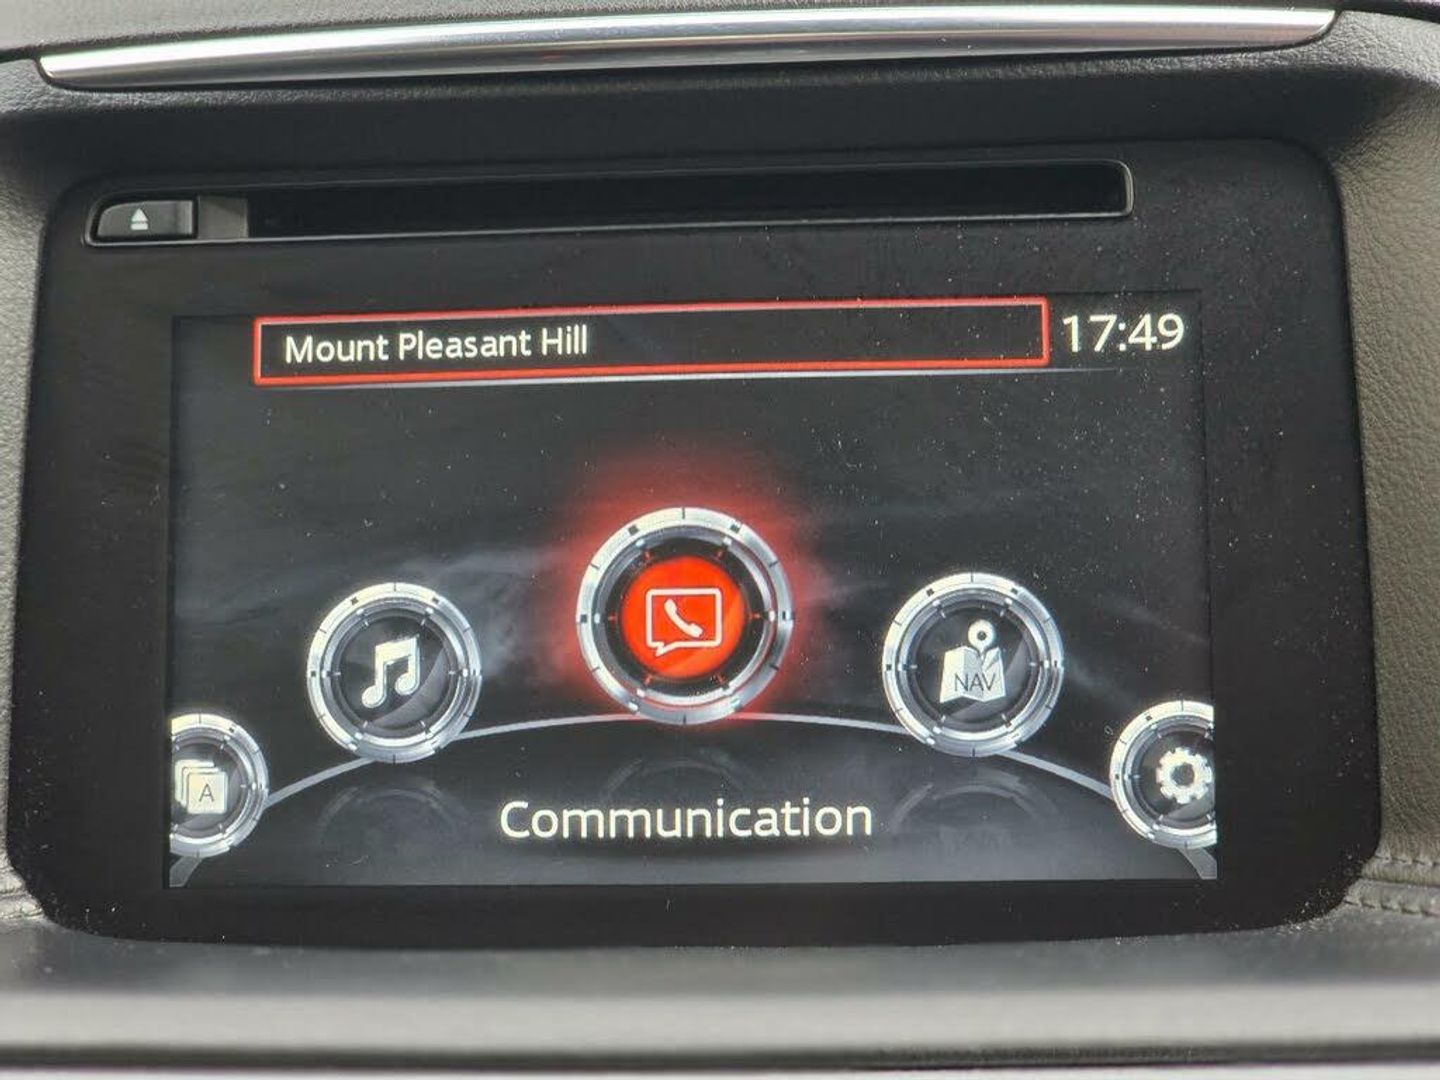 Mount Pleasant Hill
17:49
NAV
A
Communication